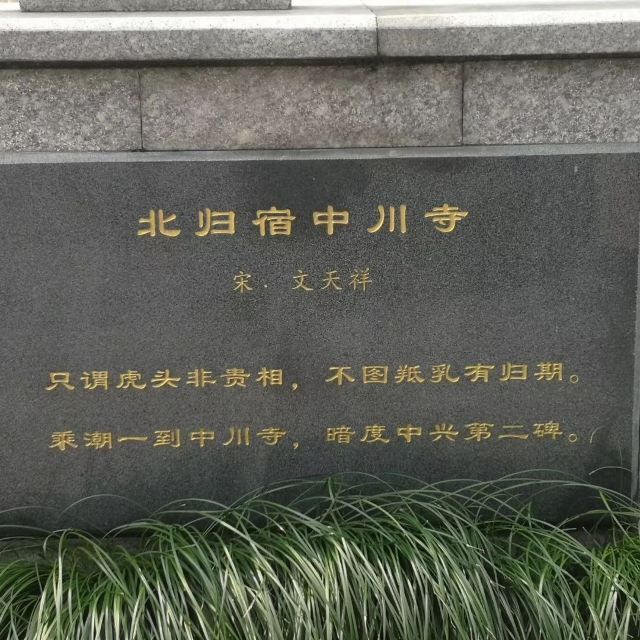 北归宿中川寺
宋．文天祥
只谓虎头非贵相，不图羝乳有归期。
乘潮一到中川寺，暗度中兴第二碑。